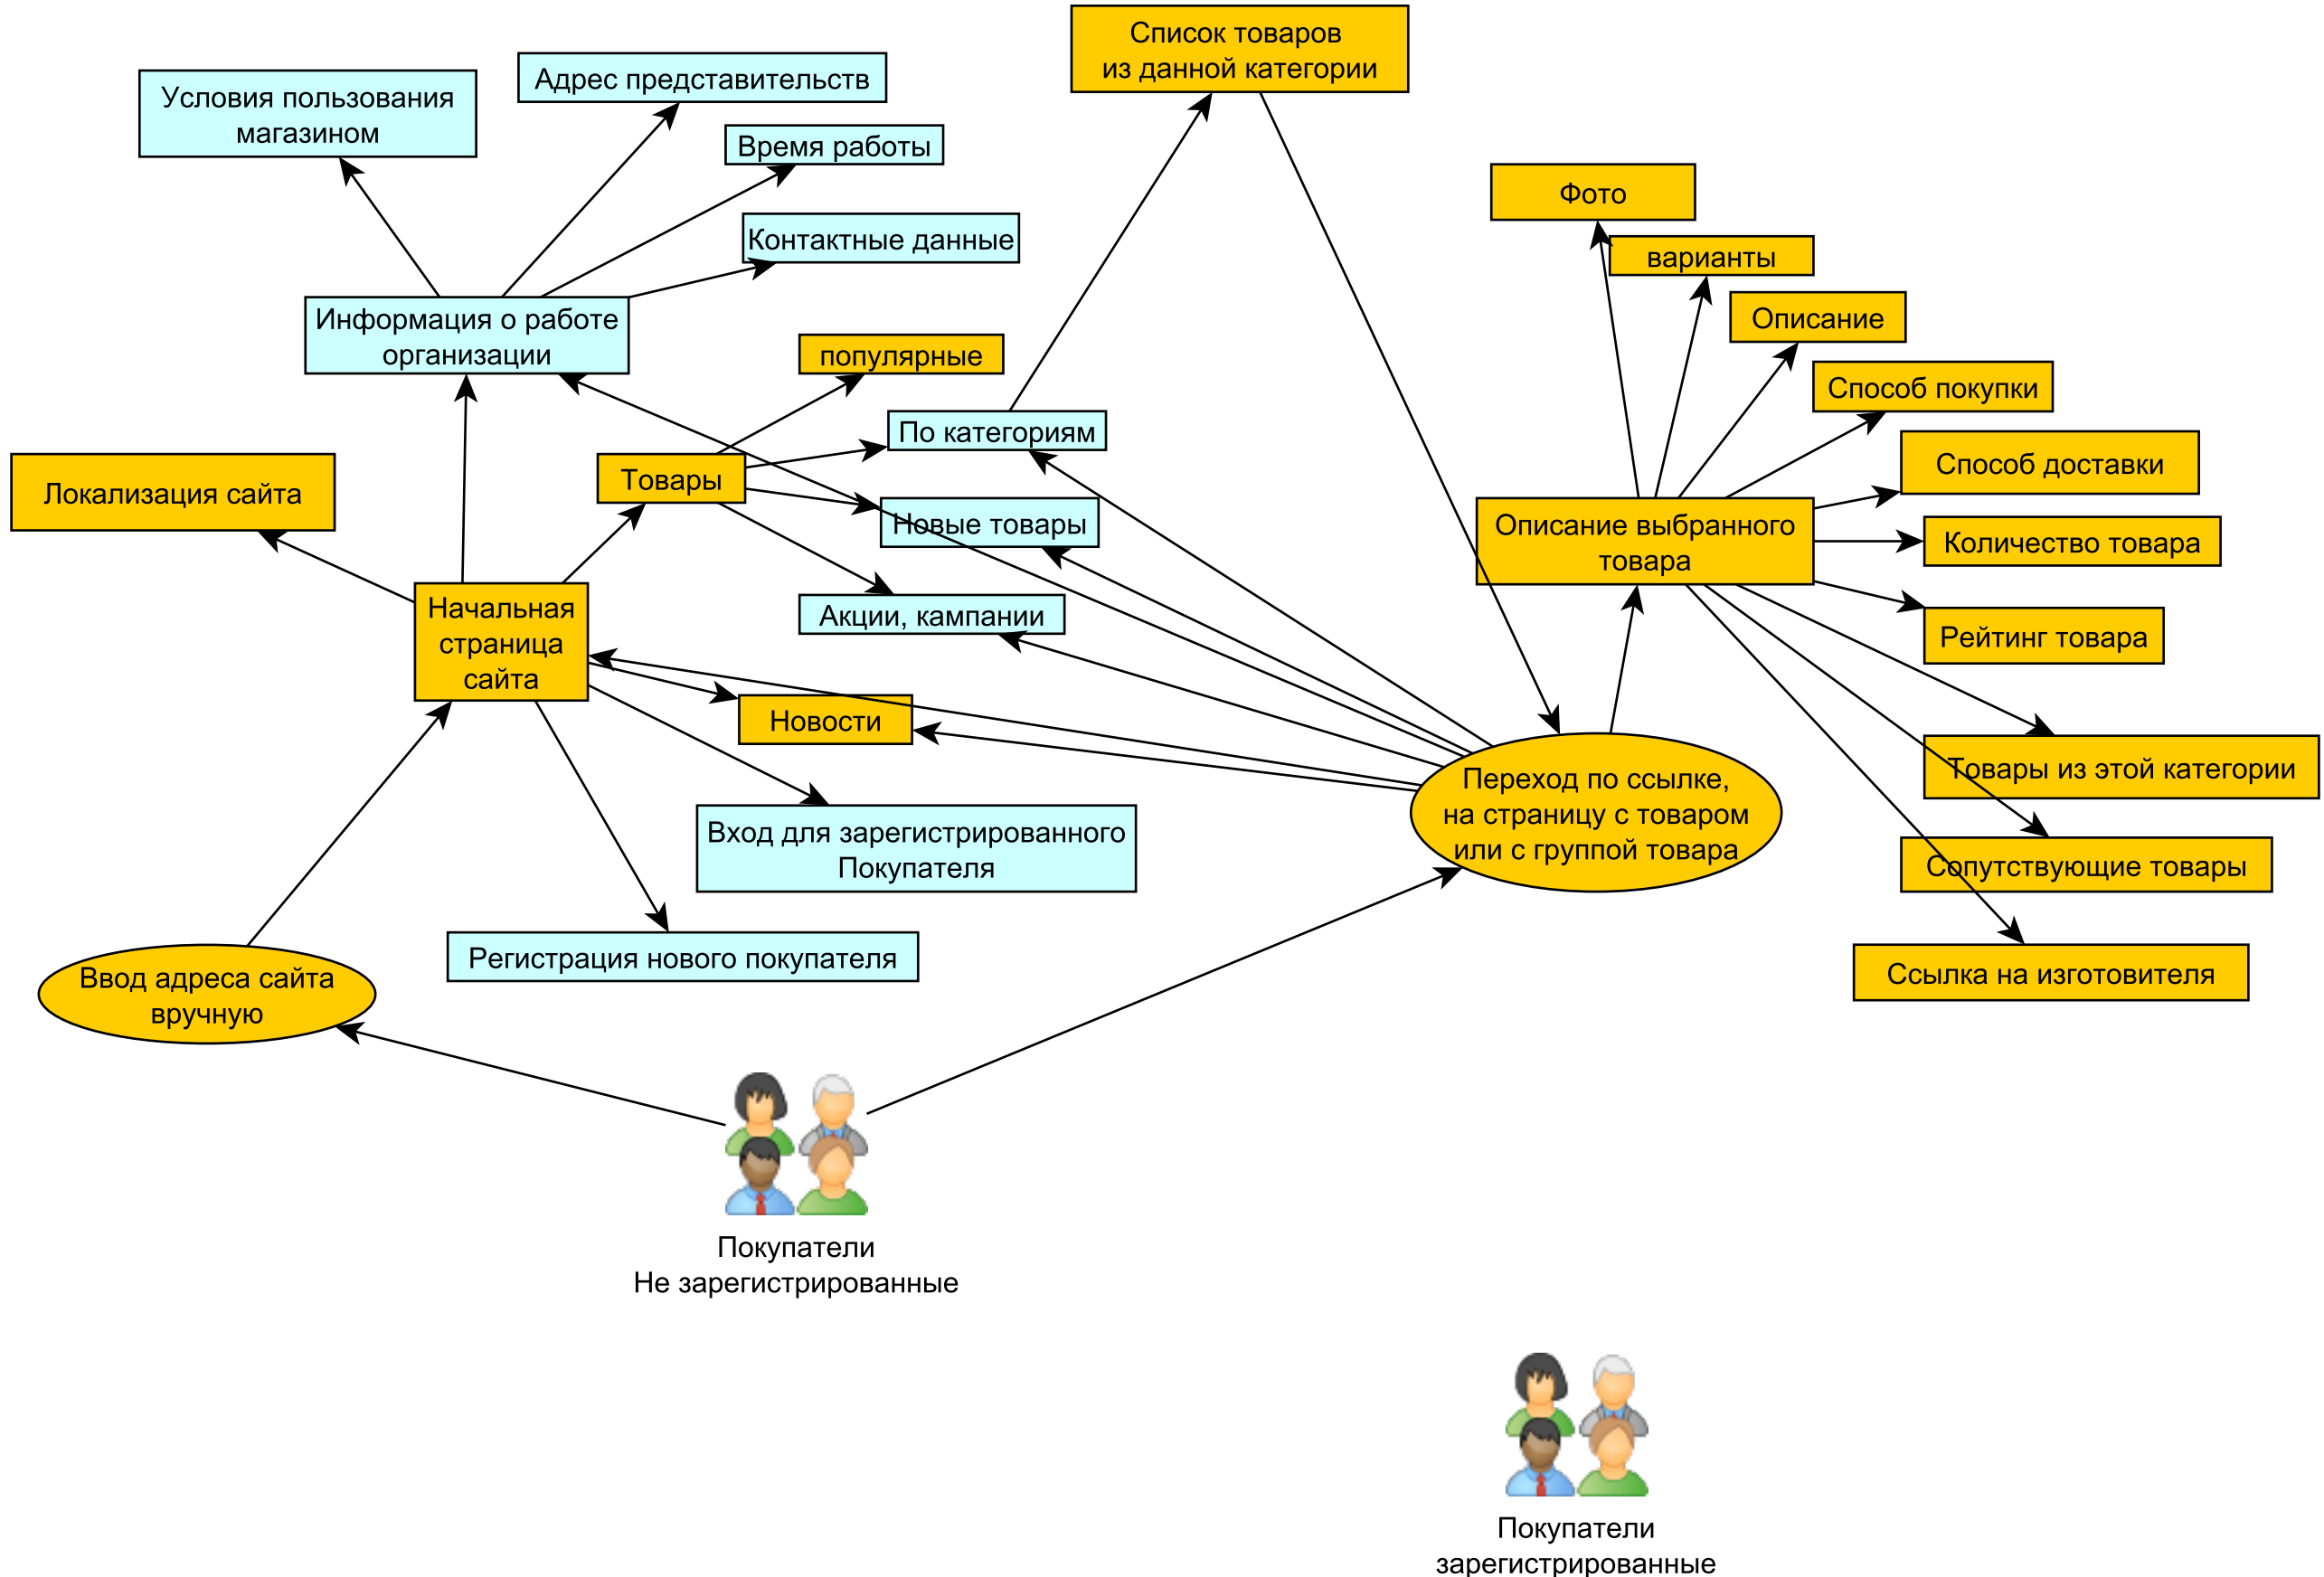 Список товаров
из данной категории
Адрес представительств
Условия пользования
магазином
Время работы
Контактные данные
Фото
варианты
Описание
Информация о работе
организации
популярные
Способ покупки
По категориям
Товары
Локализация сайта
Способ доставки
Новые товары
Описание выбранного
товара
Количество товара
Начальная
страница
сайта
Акции, кампании
Рейтинг товара
Новости
Товары из этой категории
Переход по ссылке,
на страницу с товаром
или с группой товара
Вход для зарегистрированного
Покупателя
Сопутствующие товары
Регистрация нового покупателя
Ссылка на изготовителя
Ввод адреса сайта
вручную
Покупатели
Не зарегистрированные
Покупатели
зарегистрированные